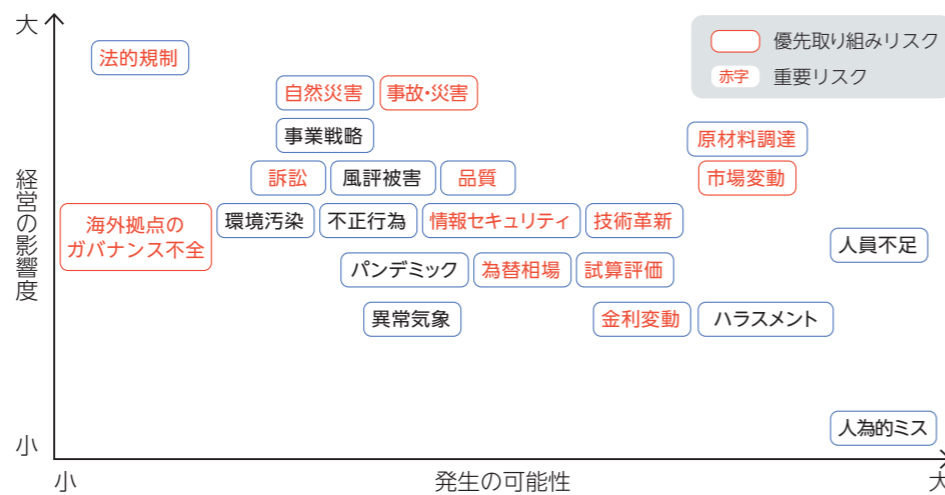 大
優先取り組みリスク
赤字 重要リスク
法的規制
自然災害
事故・災害
事業戦略
原材料調達
訴訟
風評被害
品質
市場変動
経営の影響度
海外拠点の
ガバナンス不全
環境汚染
不正行為
情報セキュリティ
技術革新
人員不足
パンデミック
為替相場
試算評価
異常気象
金利変動
ハラスメント
人為的ミス
小
小
発生の可能性
大